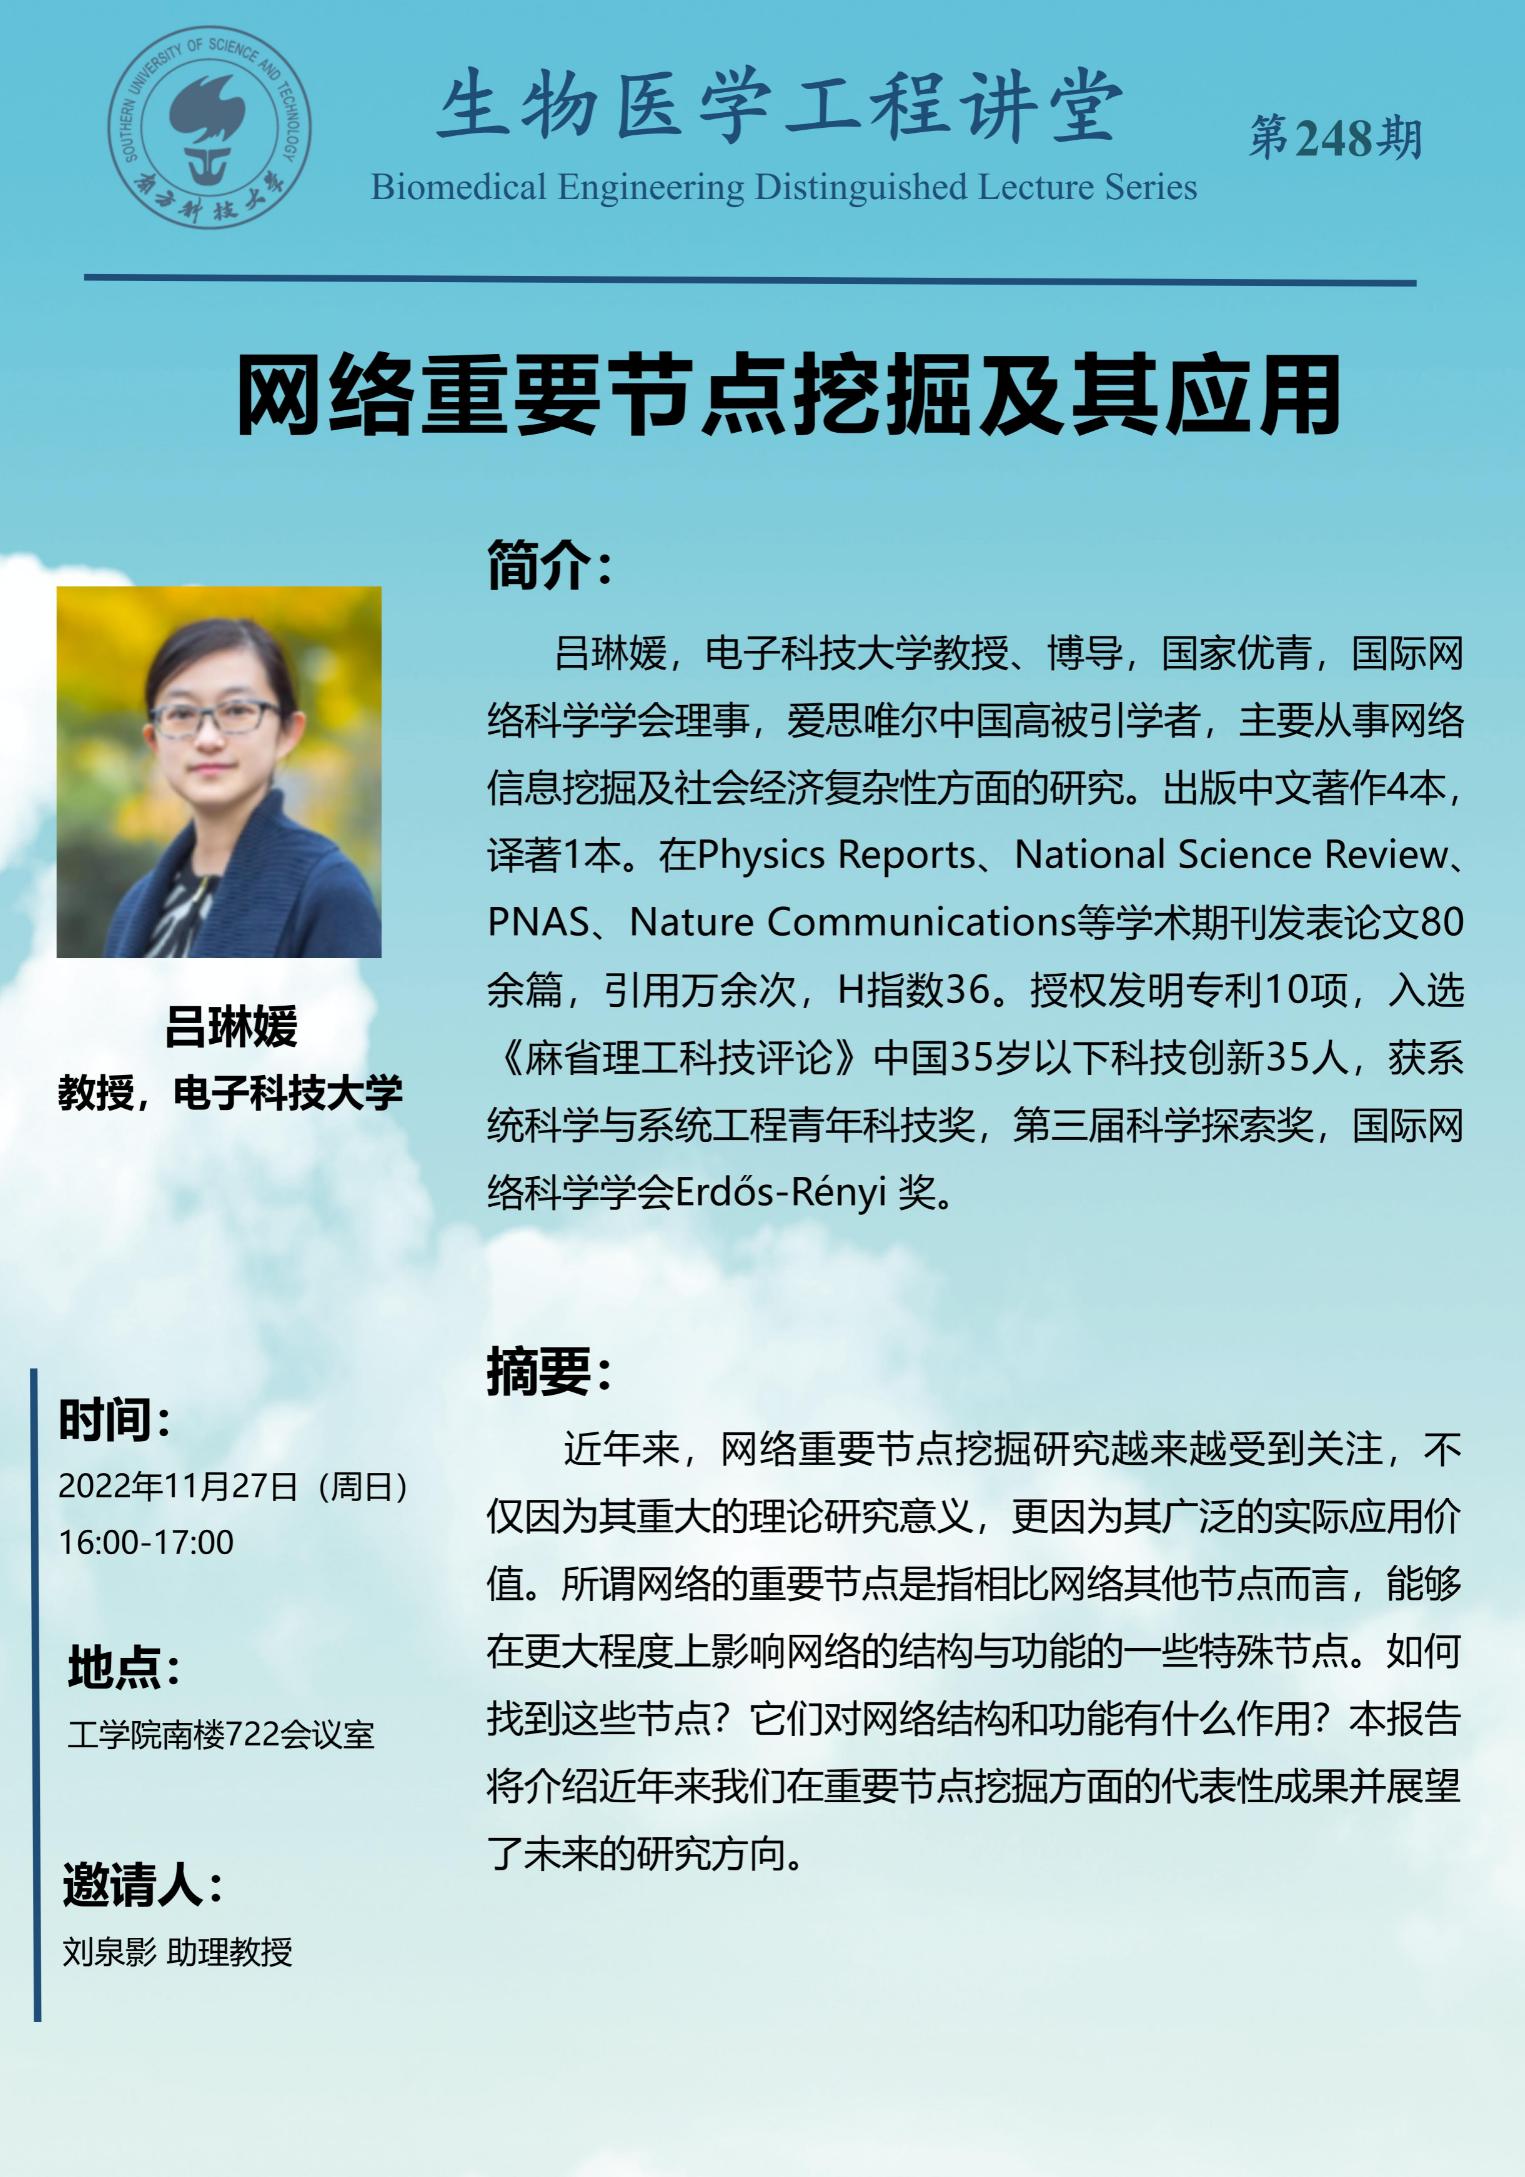 SOUTHERN UNIVERSITY OF SCIENCE AND TECHNOLOGY
南方科技大学
生物医学工程讲堂
第248期
Biomedical Engineering Distinguished Lecture Series
网络重要节点挖掘及其应用
吕琳媛
教授，电子科技大学
简介：
吕琳媛，电子科技大学教授、博导，国家优青，国际网
络科学学会理事，爱思唯尔中国高被引学者，主要从事网络
信息挖掘及社会经济复杂性方面的研究。出版中文著作4本，
译著1本。在Physics Reports、National Science Review、
PNAS、Nature Communications等学术期刊发表论文80
余篇，引用万余次，H指数36。授权发明专利10项，入选
《麻省理工科技评论》中国35岁以下科技创新35人，获系
统科学与系统工程青年科技奖，第三届科学探索奖，国际网
络科学学会Erdős-Rényi 奖。
时间：
2022年11月27日（周日）
16:00-17:00
地点：
工学院南楼722会议室
邀请人：
刘泉影 助理教授
摘要：
近年来，网络重要节点挖掘研究越来越受到关注，不
仅因为其重大的理论研究意义，更因为其广泛的实际应用价
值。所谓网络的重要节点是指相比网络其他节点而言，能够
在更大程度上影响网络的结构与功能的一些特殊节点。如何
找到这些节点？它们对网络结构和功能有什么作用？本报告
将介绍近年来我们在重要节点挖掘方面的代表性成果并展望
了未来的研究方向。